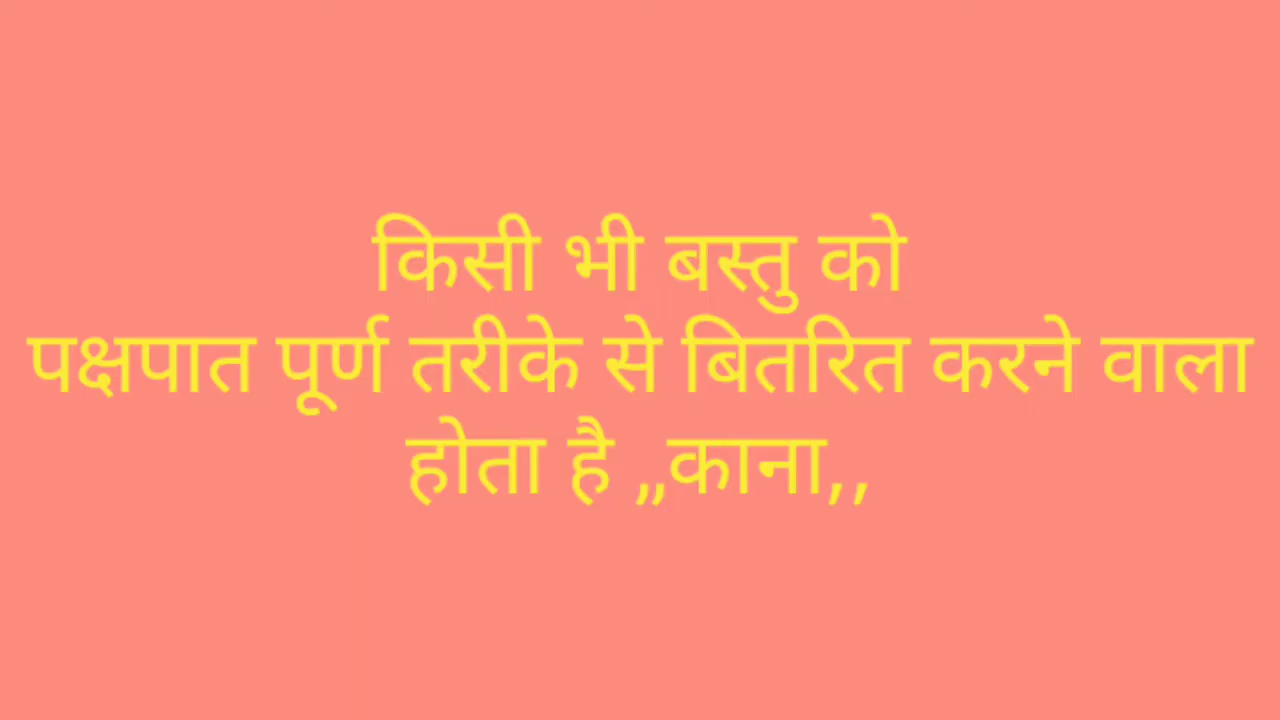 किसी भी बस्तु को
पक्षपात पूर्ण तरीके से बितरित करने वाला
होता है ,,काना,,